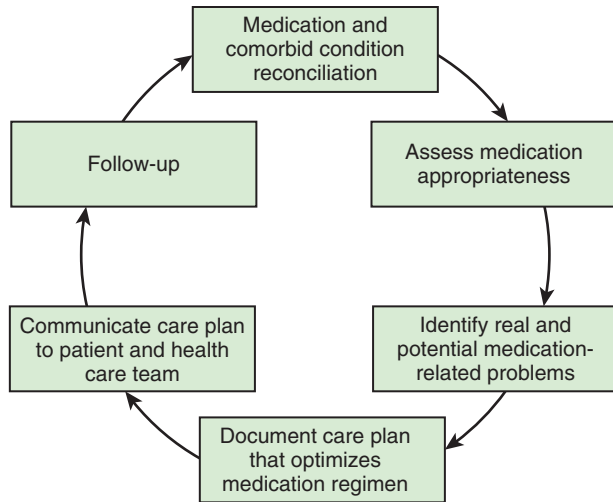 Medication and
comorbid condition
reconciliation
Assess medication
appropriateness
Identify real and
potential medication-
related problems
Document care plan
that optimizes
medication regimen
Communicate care plan
to patient and health
care team
Follow-up